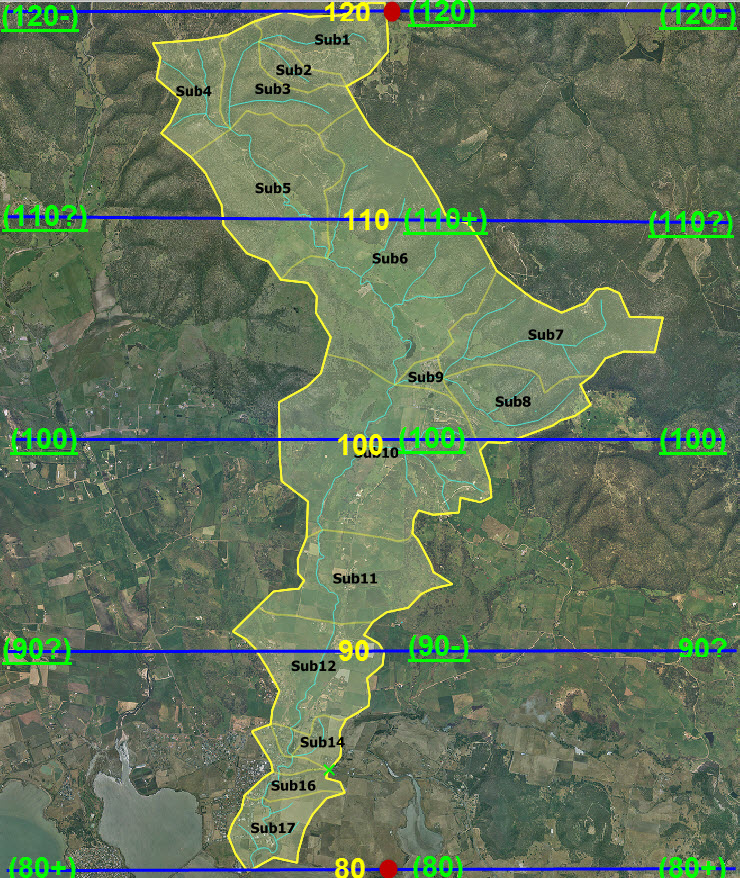 (120-) 120 (120) (120-)
Sub1
Sub2
Sub4 Sub3
Sub5
(110?) 110 (110+) (110?)
Sub6
Sub7
Sub9
Sub8
(100) 100 (100) (100)
Sub10
Sub11
(90?) 90 (90-) 90?
Sub12
Sub14
Sub16
Sub17
(80+) 80 (80) (80+)